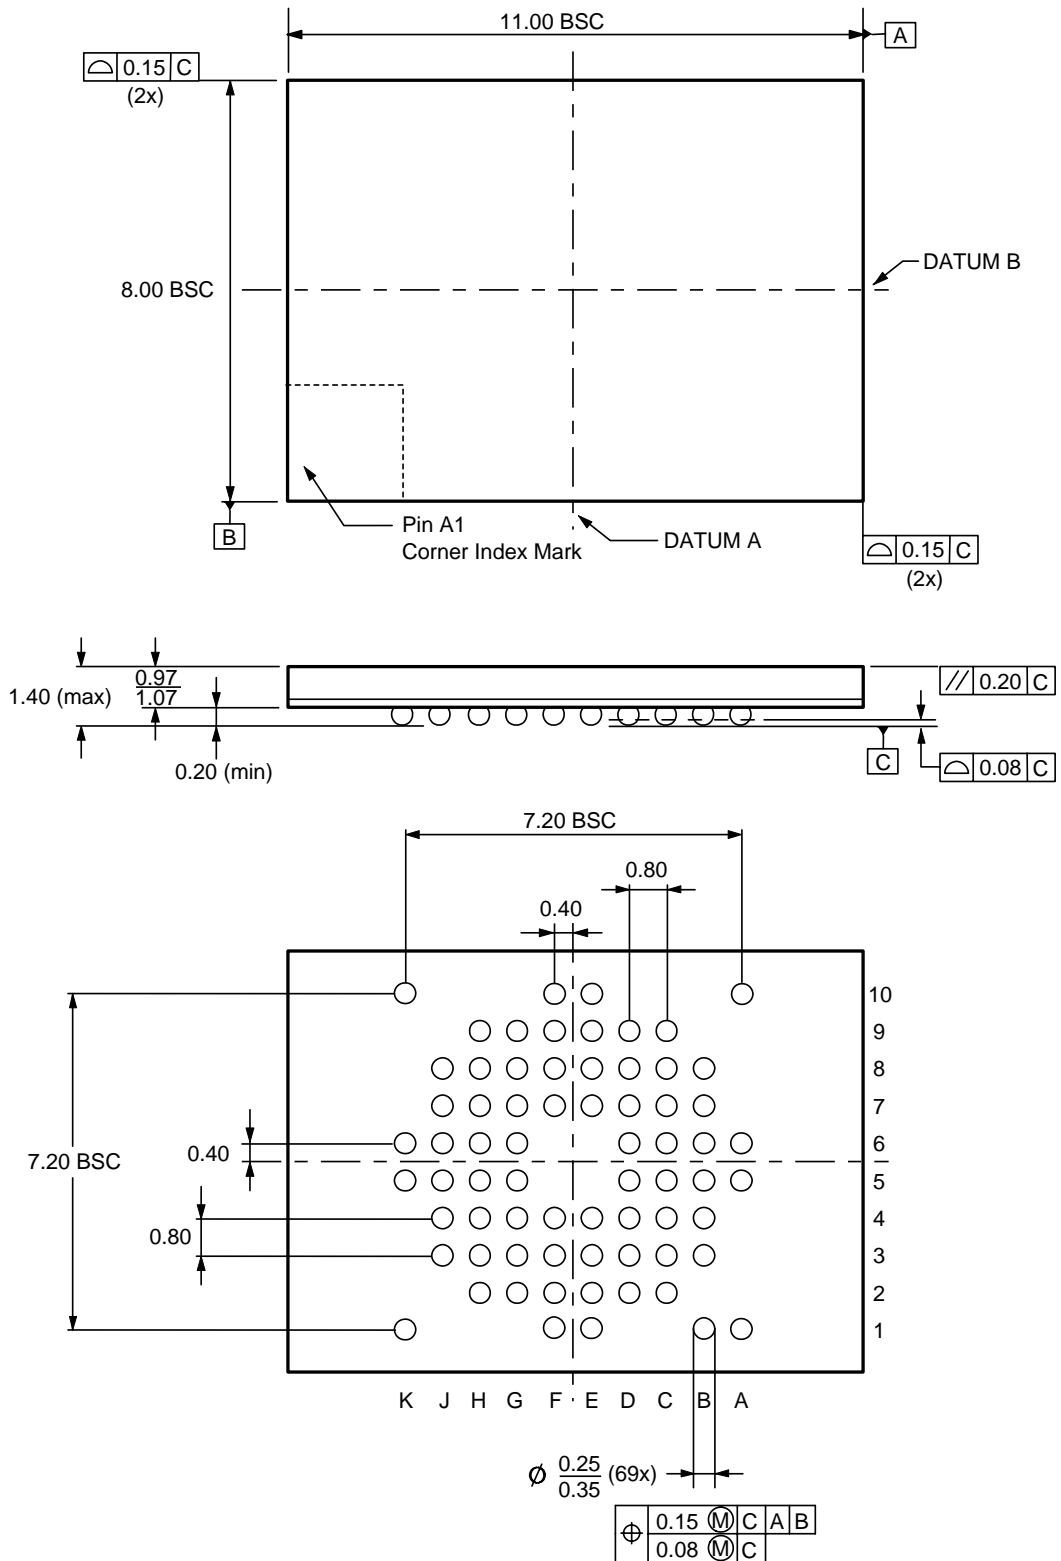 11.00 BSC
A
0.15 C
(2x)
8.00 BSC
DATUM B
B
Pin A1
Corner Index Mark
DATUM A
0.15 C
(2x)
1.40 (max)
0.97
1.07
0.20 (min)
// 0.20 C
C
0.08 C
7.20 BSC
0.80
0.40
10
9
8
7
6
5
4
3
2
1
7.20 BSC
0.40
0.80
K J H G F E D C B A
Ø 0.25
0.35 (69x)
⌖ 0.15 Ⓜ C A B
0.08 Ⓜ C